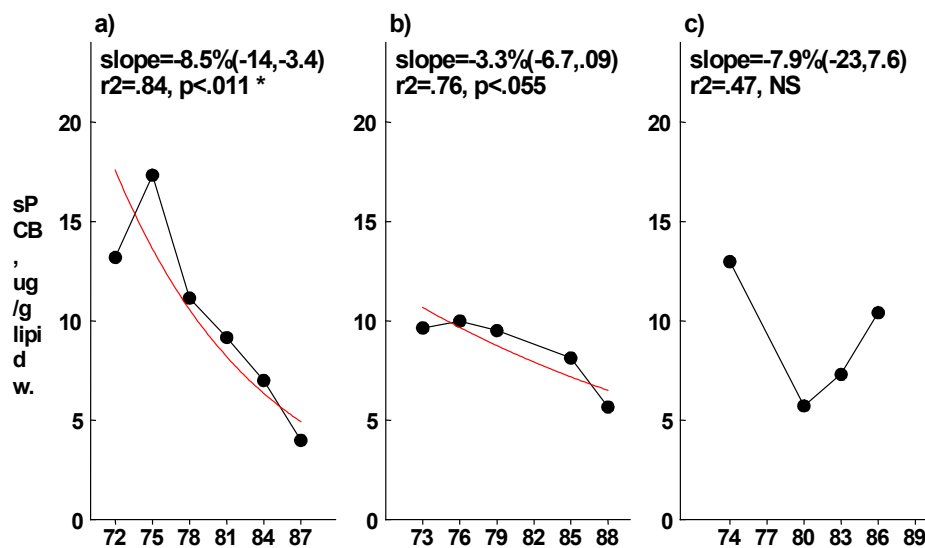 a)
slope=-8.5%(-14,-3.4)
r2=.84, p<.011 *
b)
slope=-3.3%(-6.7,.09)
r2=.76, p<.055
c)
slope=-7.9%(-23,7.6)
r2=.47, NS
sP
CB
,
ug
/g
lipi
d
w.
20
15
10
5
0
72 75 78 81 84 87
20
15
10
5
0
73 76 79 82 85 88
20
15
10
5
0
74 77 80 83 86 89